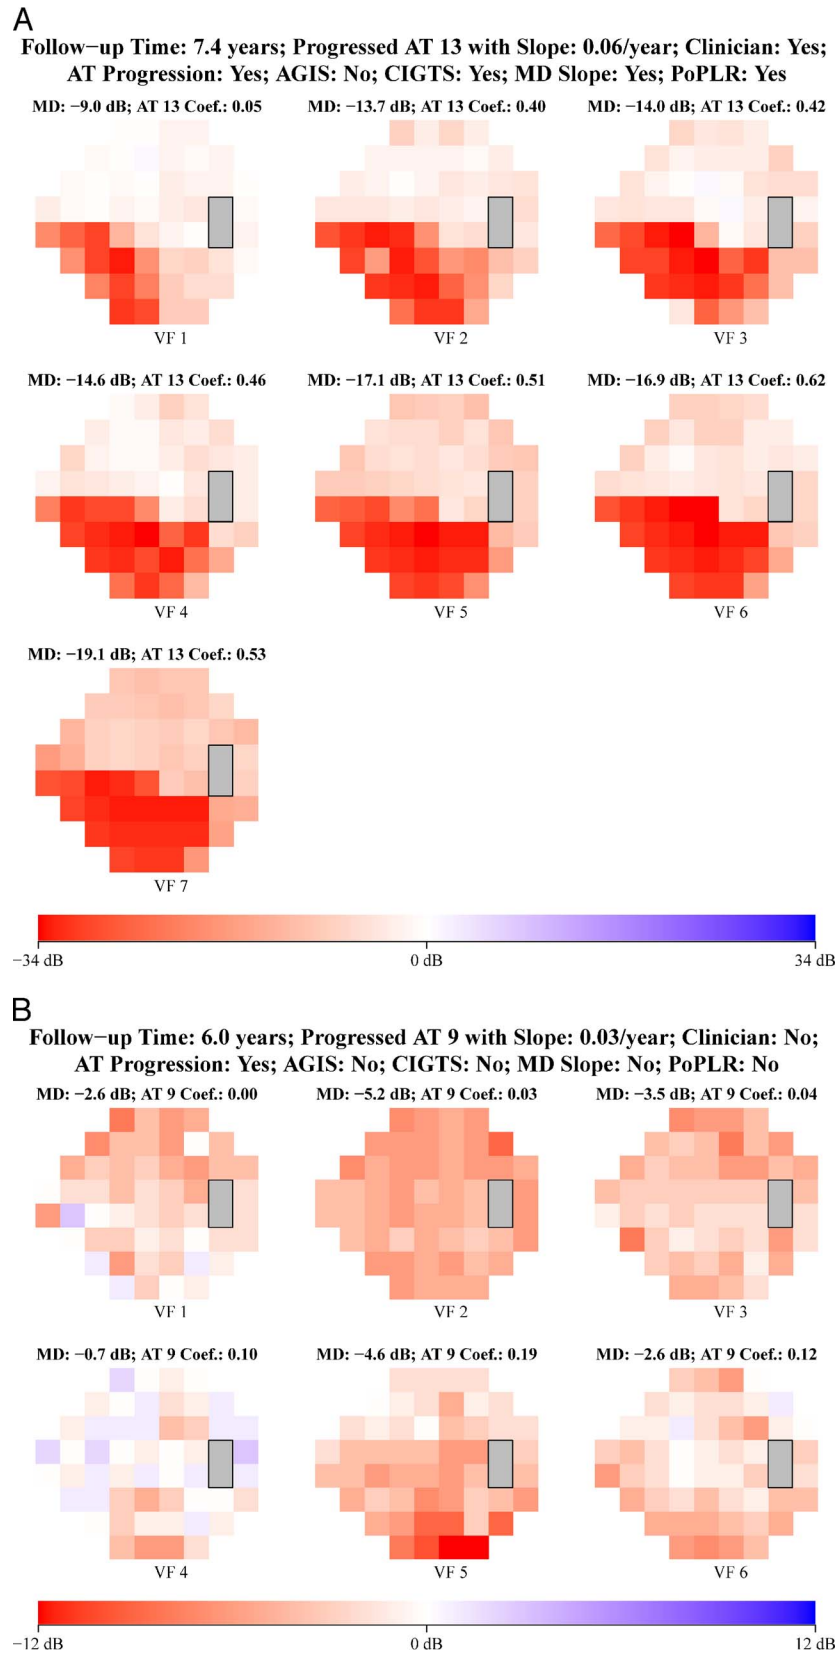 A
Follow−up Time: 7.4 years; Progressed AT 13 with Slope: 0.06/year; Clinician: Yes;
AT Progression: Yes; AGIS: No; CIGTS: Yes; MD Slope: Yes; PoPLR: Yes
MD: −9.0 dB; AT 13 Coef.: 0.05
MD: −13.7 dB; AT 13 Coef.: 0.40
MD: −14.0 dB; AT 13 Coef.: 0.42
VF 1
VF 2
VF 3
MD: −14.6 dB; AT 13 Coef.: 0.46
MD: −17.1 dB; AT 13 Coef.: 0.51
MD: −16.9 dB; AT 13 Coef.: 0.62
VF 4
VF 5
VF 6
MD: −19.1 dB; AT 13 Coef.: 0.53
VF 7
−34 dB
0 dB
34 dB
B
Follow−up Time: 6.0 years; Progressed AT 9 with Slope: 0.03/year; Clinician: No;
AT Progression: Yes; AGIS: No; CIGTS: No; MD Slope: No; PoPLR: No
MD: −2.6 dB; AT 9 Coef.: 0.00
MD: −5.2 dB; AT 9 Coef.: 0.03
MD: −3.5 dB; AT 9 Coef.: 0.04
VF 1
VF 2
VF 3
MD: −0.7 dB; AT 9 Coef.: 0.10
MD: −4.6 dB; AT 9 Coef.: 0.19
MD: −2.6 dB; AT 9 Coef.: 0.12
VF 4
VF 5
VF 6
−12 dB
0 dB
12 dB